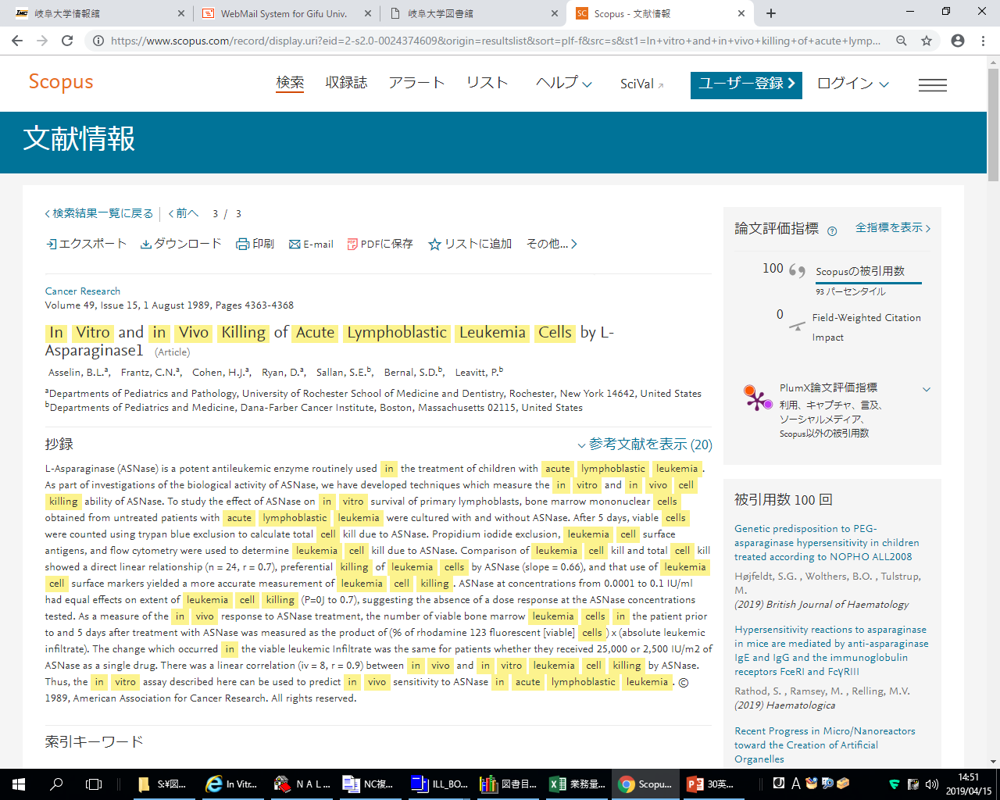 岐阜大学情報館
WebMail System for Gifu Univ.
岐阜大学図書館
Scopus - 文献情報
https://www.scopus.com/record/display.uri?eid=2-s2.0-0024374609&origin=resultslist&sort=plf-f&src=s&st1=In+vitro+and+in+vivo+killing+of+acute+lymp...
Scopus
検索 収録誌 アラート リスト ヘルプ SciVal ユーザー登録 ログイン
文献情報
検索結果一覧に戻る 前へ 3 / 3
エクスポート ダウンロード 印刷 E-mail PDFに保存 リストに追加 その他...
Cancer Research
Volume 49, Issue 15, 1 August 1989, Pages 4363-4368
In Vitro and in Vivo Killing of Acute Lymphoblastic Leukemia Cells by L-
Asparaginase1 (Article)
Asselin, B.L.a, Frantz, C.N.a, Cohen, H.J.a, Ryan, D.a, Sallan, S.E.b, Bernal, S.D.b, Leavitt, P.b
aDepartments of Pediatrics and Pathology, University of Rochester School of Medicine and Dentistry, Rochester, New York 14642, United States
bDepartments of Pediatrics and Medicine, Dana-Farber Cancer Institute, Boston, Massachusetts 02115, United States
抄録
参考文献を表示 (20)
L-Asparaginase (ASNase) is a potent antileukemic enzyme routinely used in the treatment of children with acute lymphoblastic leukemia.
As part of investigations of the biological activity of ASNase, we have developed techniques which measure the in vitro and in vivo cell
killing ability of ASNase. To study the effect of ASNase on in vitro survival of primary lymphoblasts, bone marrow mononuclear cells
obtained from untreated patients with acute lymphoblastic leukemia were cultured with and without ASNase. After 5 days, viable cells
were counted using trypan blue exclusion to calculate total cell kill due to ASNase. Propidium iodide exclusion, leukemia cell surface
antigens, and flow cytometry were used to determine leukemia cell kill due to ASNase. Comparison of leukemia cell kill and total cell kill
showed a direct linear relationship (n = 24, r = 0.7), preferential killing of leukemia cells by ASNase (slope = 0.66), and that use of leukemia
cell surface markers yielded a more accurate measurement of leukemia cell killing. ASNase at concentrations from 0.0001 to 0.1 IU/ml
had equal effects on extent of leukemia cell killing (P=0J to 0.7), suggesting the absence of a dose response at the ASNase concentrations
tested. As a measure of the in vivo response to ASNase treatment, the number of viable bone marrow leukemia cells in the patient prior
to and 5 days after treatment with ASNase was measured as the product of (% of rhodamine 123 fluorescent [viable] cells) x (absolute leukemic
infiltrate). The change which occurred in the viable leukemic Infiltrate was the same for patients whether they received 25,000 or 2,500 IU/m2 of
ASNase as a single drug. There was a linear correlation (iv = 8, r = 0.9) between in vivo and in vitro leukemia cell killing by ASNase.
Thus, the in vitro assay described here can be used to predict in vivo sensitivity to ASNase in acute lymphoblastic leukemia. ©
1989, American Association for Cancer Research. All rights reserved.
索引キーワード
論文評価指標 全指標を表示
100 Scopusの被引用数
93 パーセンタイル
0 Field-Weighted Citation
Impact
PlumX論文評価指標
利用、キャプチャ、言及、
ソーシャルメディア、
Scopus以外の被引用数
被引用数 100 回
Genetic predisposition to PEG-
asparaginase hypersensitivity in children
treated according to NOPHO ALL2008
Højfeldt, S.G. , Wolthers, B.O. , Tulstrup,
M.
(2019) British Journal of Haematology
Hypersensitivity reactions to asparaginase
in mice are mediated by anti-asparaginase
IgE and IgG and the immunoglobulin
receptors FcεRI and FcγRIII
Rathod, S. , Ramsey, M. , Relling, M.V.
(2019) Haematologica
Recent Progress in Micro/Nanoreactors
toward the Creation of Artificial
Organelles
S:¥図... In Vitr... N A L ... NC複... ILL_BO... 図書目... 業務量... Scopu... 30英...
A
14:51
2019/04/15